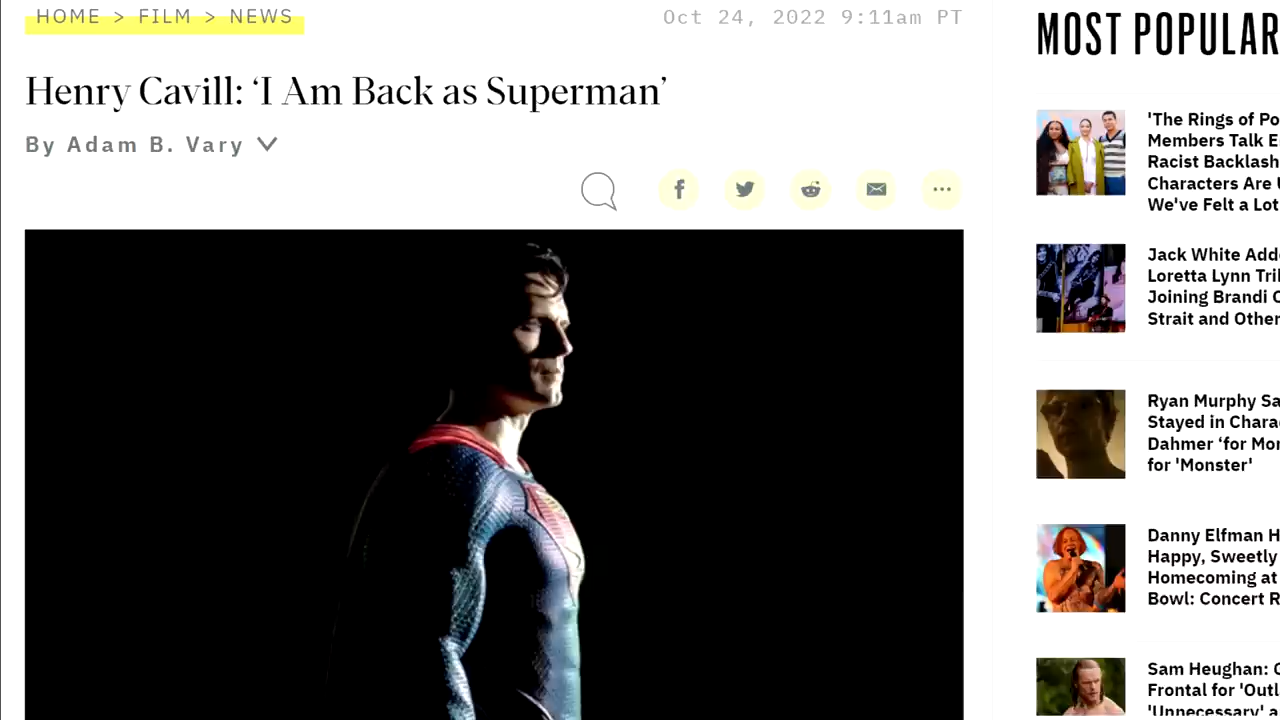 HOME > FILM > NEWS
Oct 24, 2022 9:11am PT
Henry Cavill: ‘I Am Back as Superman’
By Adam B. Vary
MOST POPULAR
'The Rings of Po
Members Talk E
Racist Backlash
Characters Are
We've Felt a Lot
Jack White Add
Loretta Lynn Tri
Joining Brandi C
Strait and Other
Ryan Murphy Sa
Stayed in Chara
Dahmer ‘for Mo
for 'Monster'
Danny Elfman H
Happy, Sweetly
Homecoming at
Bowl: Concert R
Sam Heughan:
Frontal for 'Outl
'Unnecessary' a